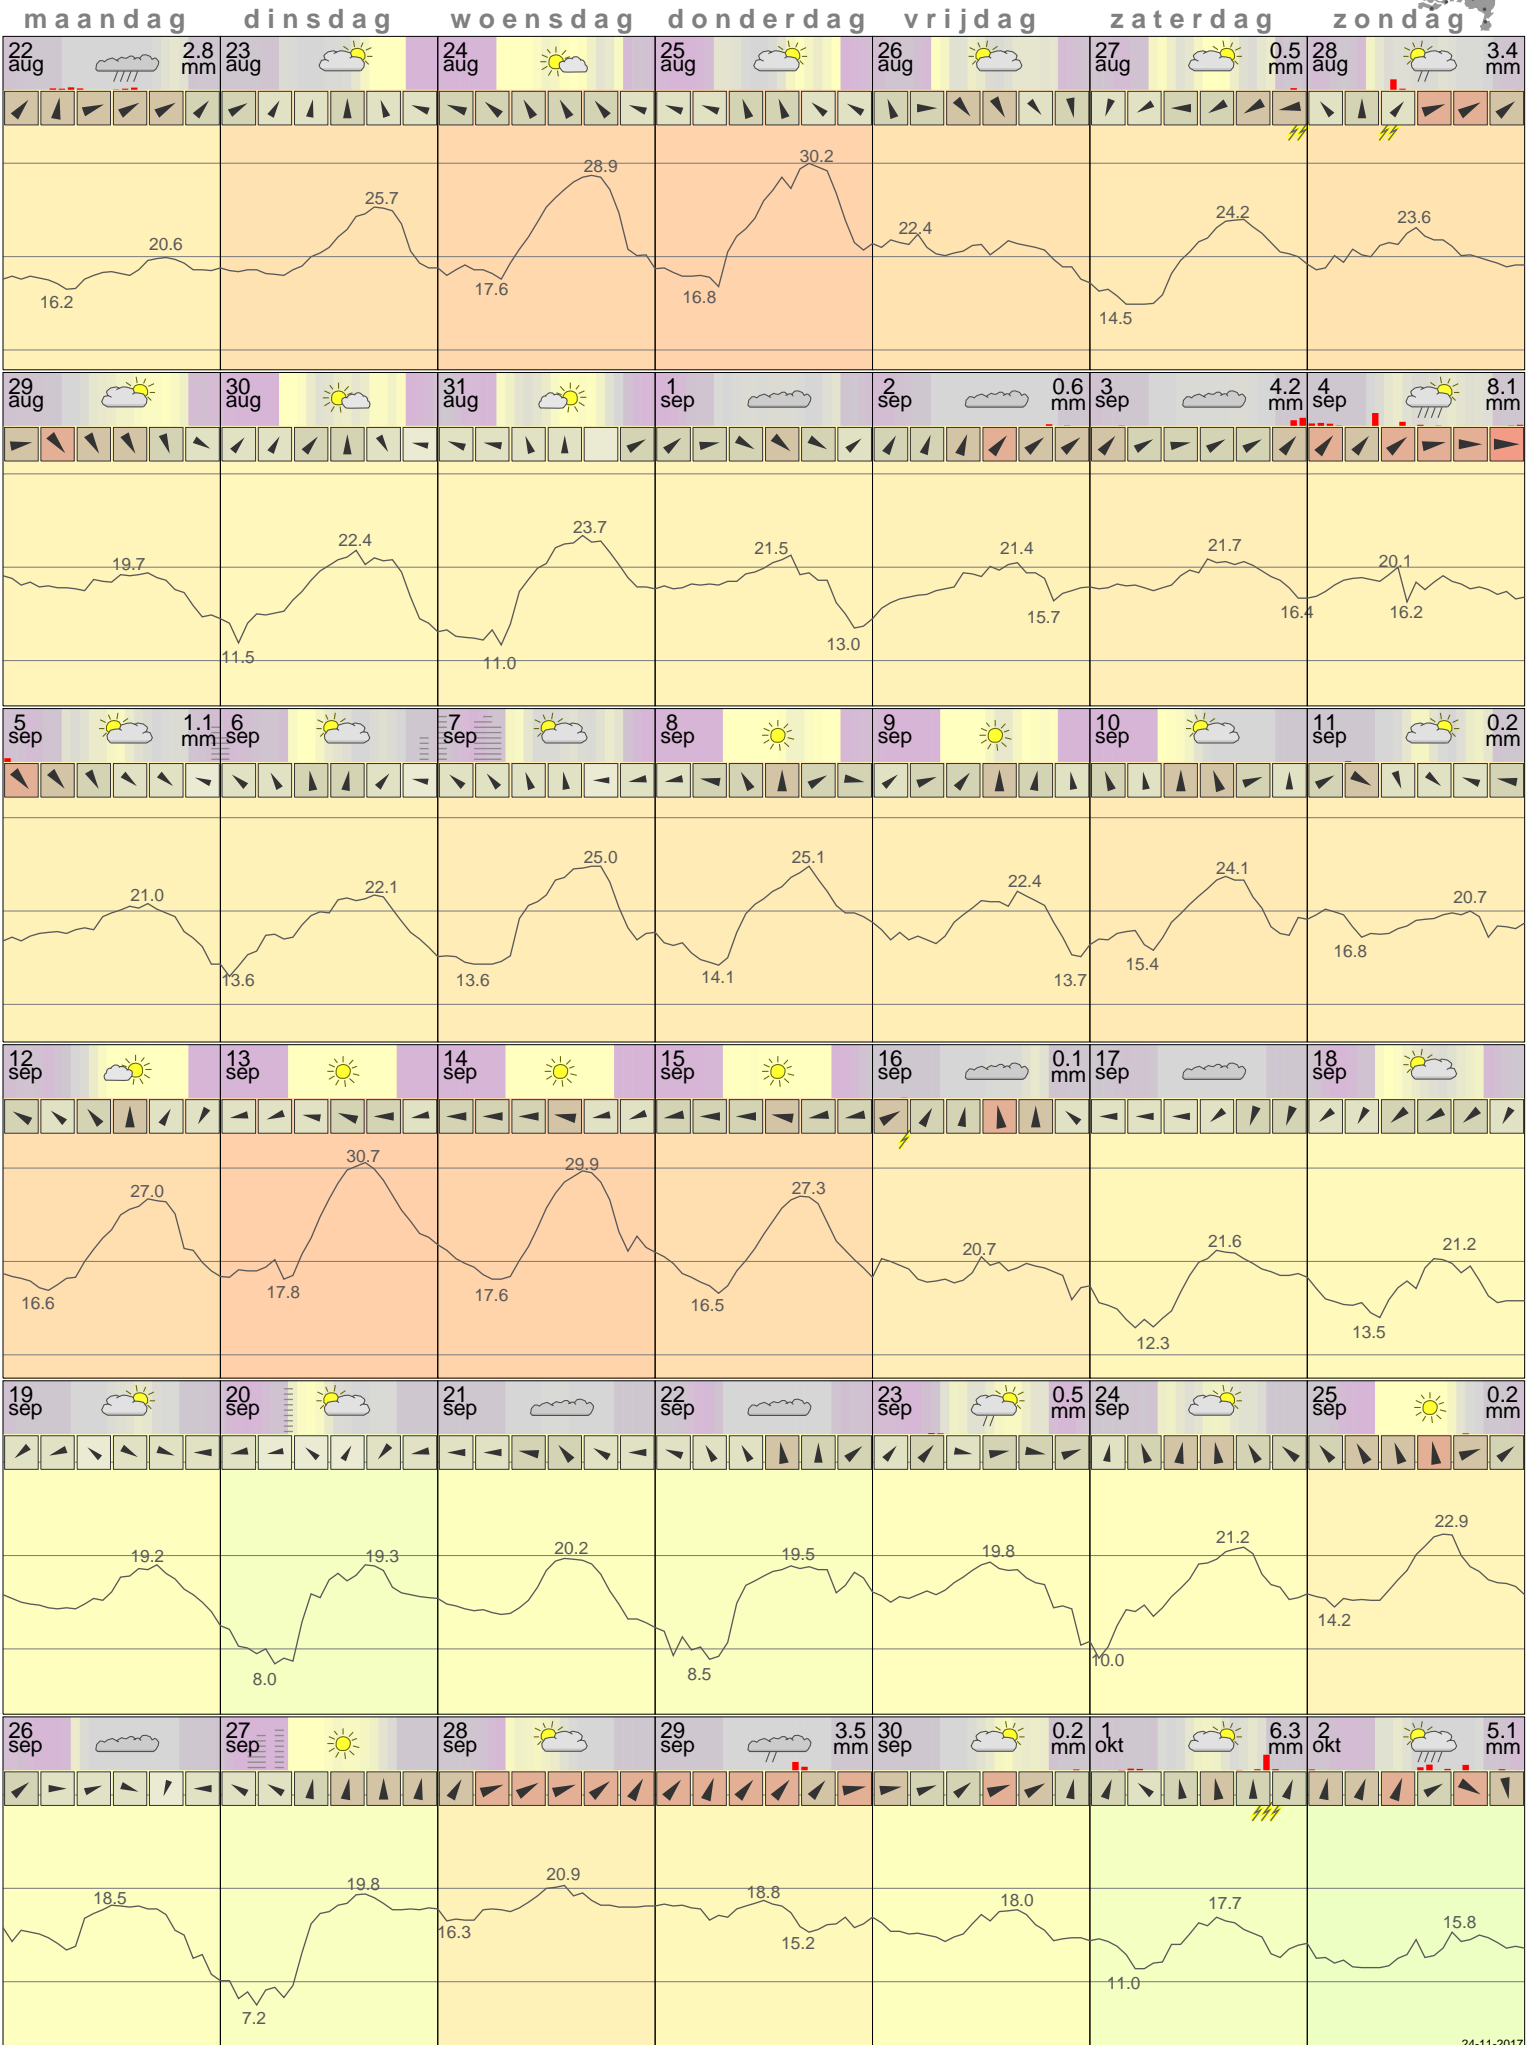 maandag dinsdag woensdag donderdag vrijdag zaterdag zondag
22 aug 2.8 mm 23 aug 24 aug 25 aug 26 aug 27 aug 0.5 mm 28 aug 3.4 mm
20.6 16.2 25.7 28.9 17.6 30.2 16.8 22.4 24.2 14.5 23.6
29 aug 30 aug 31 aug 1 sep 2 sep 0.6 mm 3 sep 4.2 mm 4 sep 8.1 mm
19.7 22.4 11.5 23.7 11.0 21.5 13.0 21.4 15.7 21.7 16.4 20.1 16.2
5 sep 1.1 mm 6 sep 7 sep 8 sep 9 sep 10 sep 11 sep 0.2 mm
21.0 22.1 13.6 25.0 13.6 25.1 14.1 22.4 13.7 24.1 15.4 20.7 16.8
12 sep 13 sep 14 sep 15 sep 16 sep 0.1 mm 17 sep 18 sep
27.0 16.6 30.7 17.8 29.9 17.6 27.3 16.5 20.7 21.6 12.3 21.2 13.5
19 sep 20 sep 21 sep 22 sep 23 sep 0.5 mm 24 sep 25 sep 0.2 mm
19.2 19.3 8.0 20.2 19.5 8.5 19.8 21.2 10.0 22.9 14.2
26 sep 27 sep 28 sep 29 sep 3.5 mm 30 sep 0.2 mm 1 okt 6.3 mm 2 okt 5.1 mm
18.5 19.8 7.2 20.9 16.3 18.8 15.2 18.0 17.7 11.0 15.8
24-11-2017